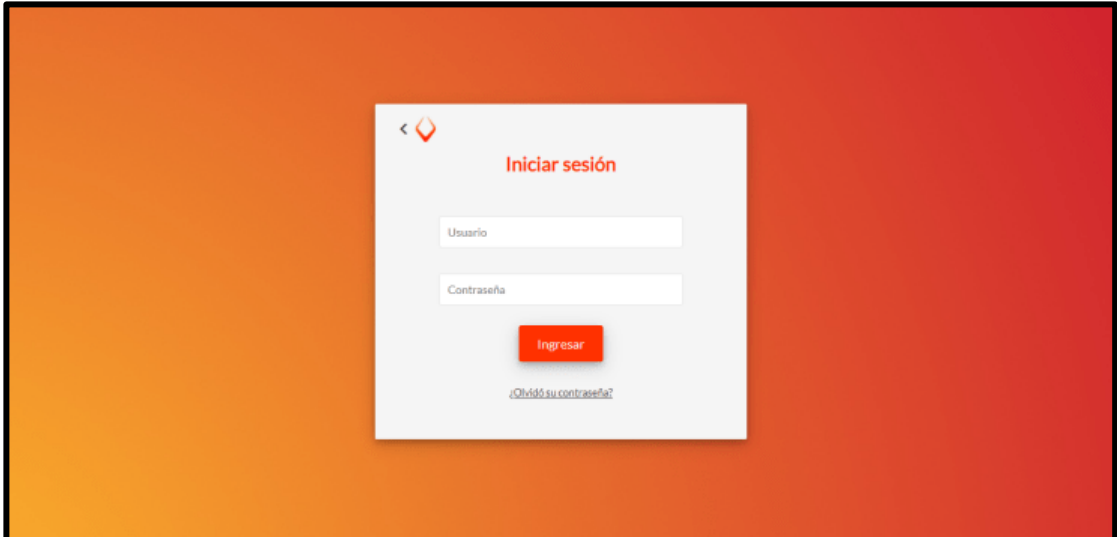 Iniciar sesión
Usuario
Contraseña
Ingresar
¿Olvidó su contraseña?